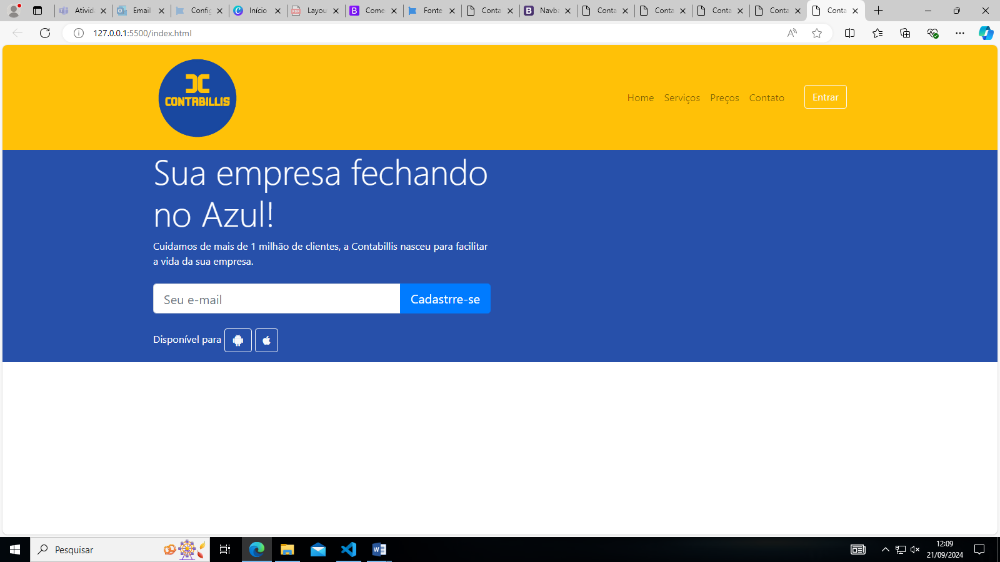 Ativid
Email
Config
Início
Layou
Come
Fonte
Conta
Navba
Conta
Conta
Conta
Conta
Conta
127.0.0.1:5500/index.html
CONTABILLIS
Home Serviços Preços Contato Entrar
Sua empresa fechando
no Azul!
Cuidamos de mais de 1 milhão de clientes, a Contabillis nasceu para facilitar
a vida da sua empresa.
Seu e-mail Cadastrre-se
Disponível para
Pesquisar
12:09
21/09/2024